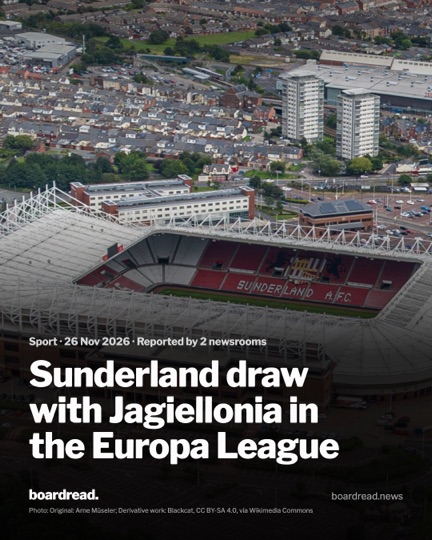 SUNDERLAND A.F.C.
Sport · 26 Nov 2026 · Reported by 2 newsrooms
Sunderland draw
with Jagiellonia in
the Europa League
boardread.
boardread.news
Photo: Original: Arne Müseler; Derivative work: Blackcat, CC BY-SA 4.0, via Wikimedia Commons